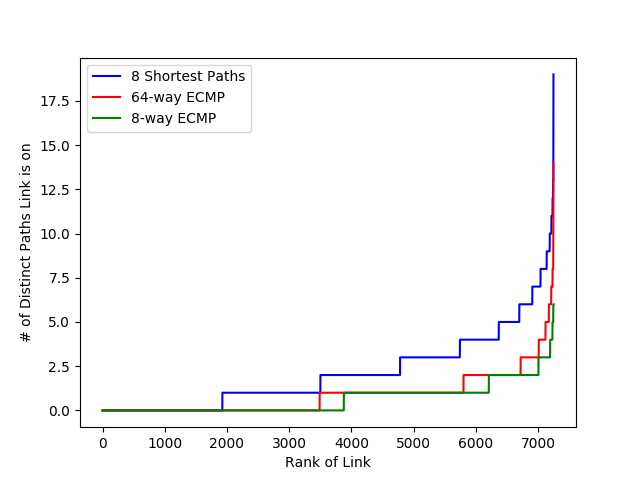 8 Shortest Paths
64-way ECMP
8-way ECMP
# of Distinct Paths Link is on
17.5
15.0
12.5
10.0
7.5
5.0
2.5
0.0
0 1000 2000 3000 4000 5000 6000 7000
Rank of Link